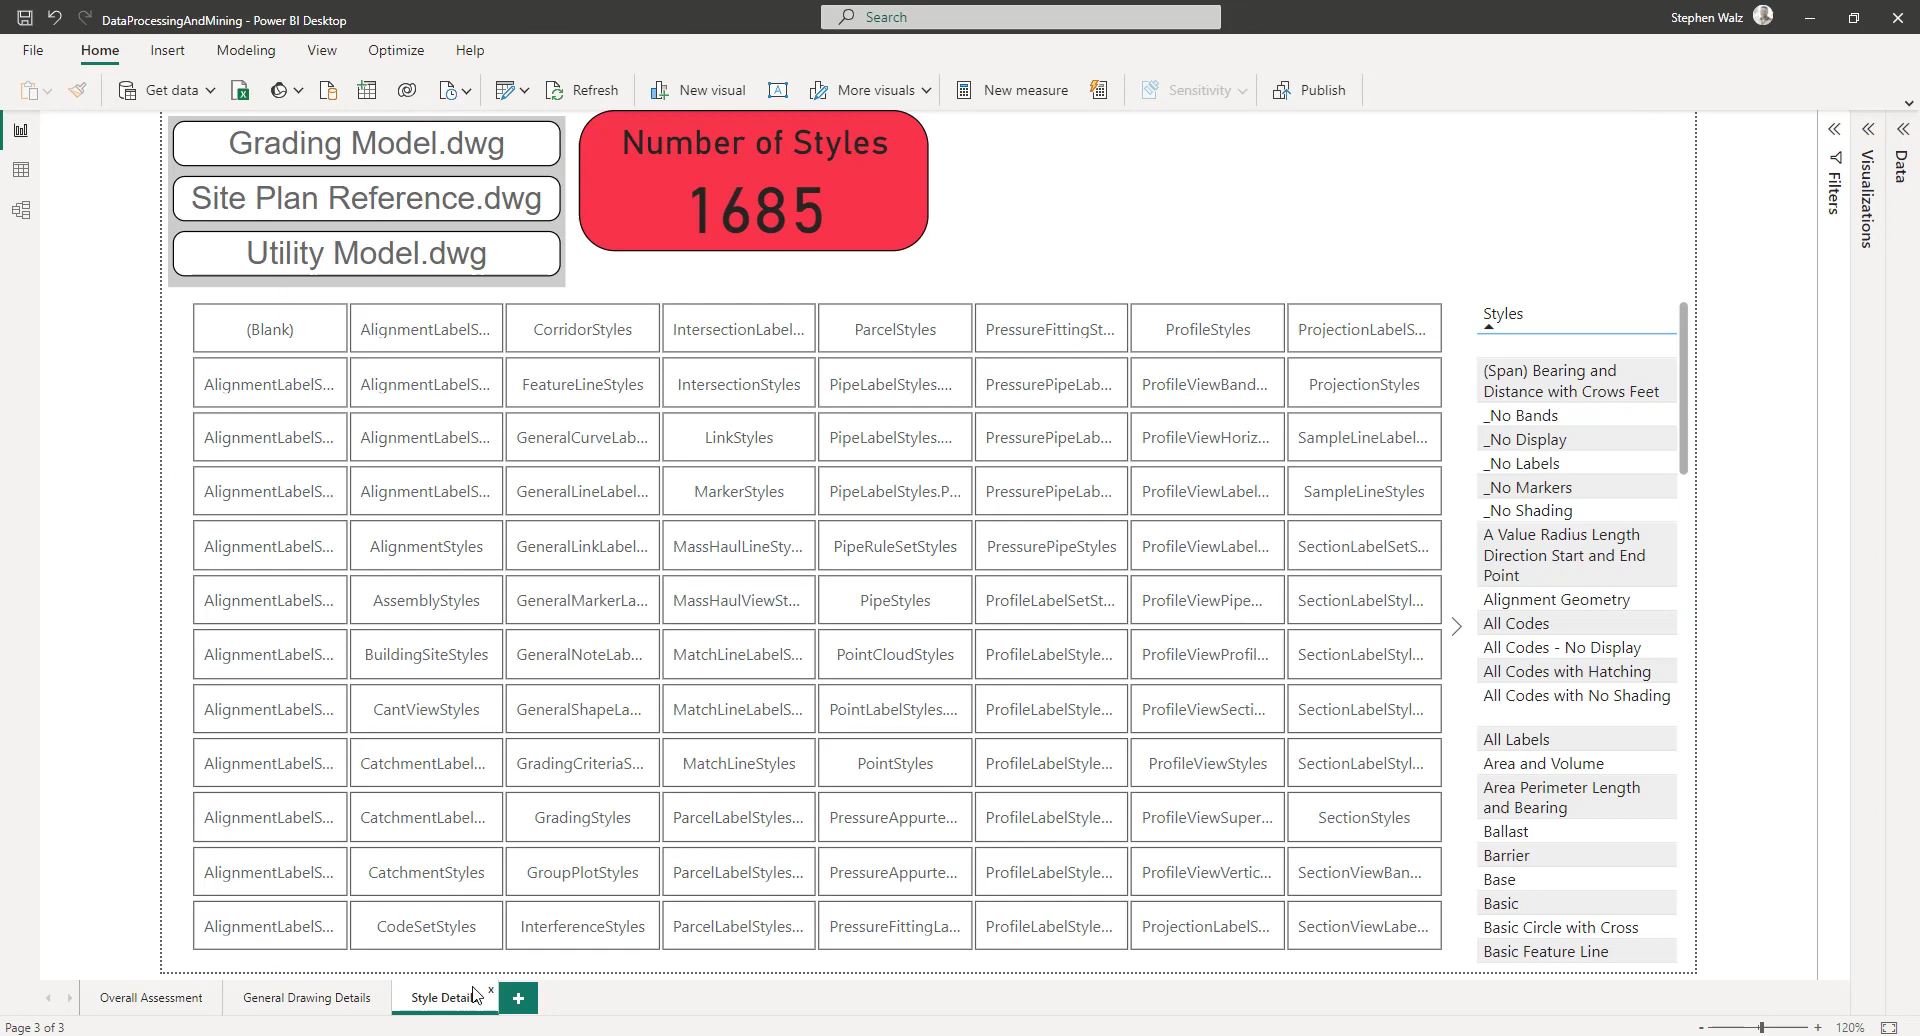 DataProcessingAndMining - Power BI Desktop
Search
Stephen Walz
File Home Insert Modeling View Optimize Help
Get data Refresh New visual More visuals New measure Sensitivity Publish
Grading Model.dwg
Site Plan Reference.dwg
Utility Model.dwg
Number of Styles
1685
Filters
Visualizations
Data
(Blank) AlignmentLabelS... CorridorStyles IntersectionLabel... ParcelStyles PressureFittingSt... ProfileStyles ProjectionLabelS...
AlignmentLabelS... AlignmentLabelS... FeatureLineStyles IntersectionStyles PipeLabelStyles.... PressurePipeLab... ProfileViewBand... ProjectionStyles
AlignmentLabelS... AlignmentLabelS... GeneralCurveLab... LinkStyles PipeLabelStyles.... PressurePipeLab... ProfileViewHoriz... SampleLineLabel...
AlignmentLabelS... AlignmentLabelS... GeneralLineLabel... MarkerStyles PipeLabelStyles.P... PressurePipeLab... ProfileViewLabel... SampleLineStyles
AlignmentLabelS... AlignmentStyles GeneralLinkLabel... MassHaulLineSty... PipeRuleSetStyles PressurePipeStyles ProfileViewLabel... SectionLabelSetS...
AlignmentLabelS... AssemblyStyles GeneralMarkerLa... MassHaulViewSt... PipeStyles ProfileLabelSetSt... ProfileViewPipe... SectionLabelStyl...
AlignmentLabelS... BuildingSiteStyles GeneralNoteLab... MatchLineLabelS... PointCloudStyles ProfileLabelStyle... ProfileViewProfil... SectionLabelStyl...
AlignmentLabelS... CantViewStyles GeneralShapeLa... MatchLineLabelS... PointLabelStyles.... ProfileLabelStyle... ProfileViewSecti... SectionLabelStyl...
AlignmentLabelS... CatchmentLabel... GradingCriteriaS... MatchLineStyles PointStyles ProfileLabelStyle... ProfileViewStyles SectionLabelStyl...
AlignmentLabelS... CatchmentLabel... GradingStyles ParcelLabelStyles... PressureAppurte... ProfileLabelStyle... ProfileViewSuper... SectionStyles
AlignmentLabelS... CatchmentStyles GroupPlotStyles ParcelLabelStyles... PressureAppurte... ProfileLabelStyle... ProfileViewVertic... SectionViewBan...
AlignmentLabelS... CodeSetStyles InterferenceStyles ParcelLabelStyles... PressureFittingLa... ProfileLabelStyle... ProjectionLabelS... SectionViewLabe...
Styles
(Span) Bearing and
Distance with Crows Feet
_No Bands
_No Display
_No Labels
_No Markers
_No Shading
A Value Radius Length
Direction Start and End
Point
Alignment Geometry
All Codes
All Codes - No Display
All Codes with Hatching
All Codes with No Shading
All Labels
Area and Volume
Area Perimeter Length
and Bearing
Ballast
Barrier
Base
Basic
Basic Circle with Cross
Basic Feature Line
Overall Assessment General Drawing Details Style Detail
Page 3 of 3
120%